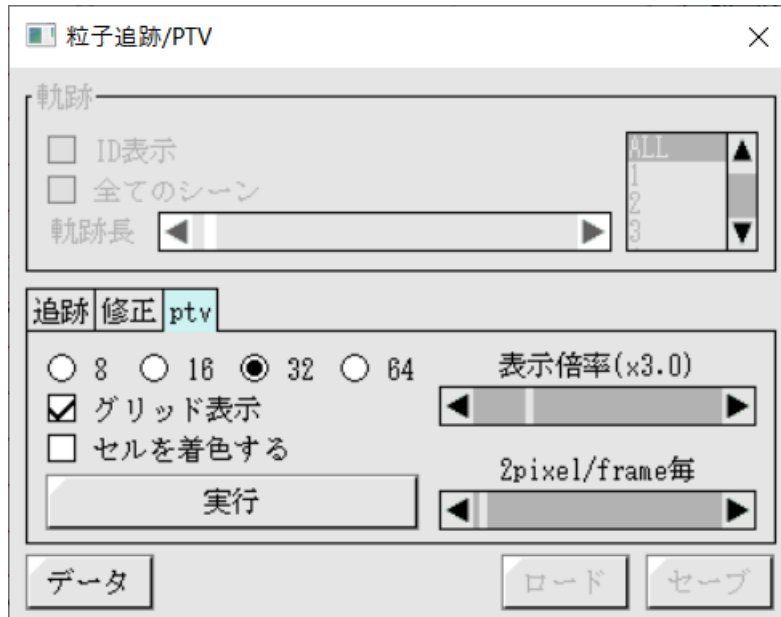 粒子追跡/PTV
軌跡
ID表示
全てのシーン
軌跡長
ALL
1
2
3
追跡 修正 ptv
8 16 32 64
グリッド表示
セルを着色する
実行
表示倍率(x3.0)
2pixel/frame毎
データ
ロード
セーブ